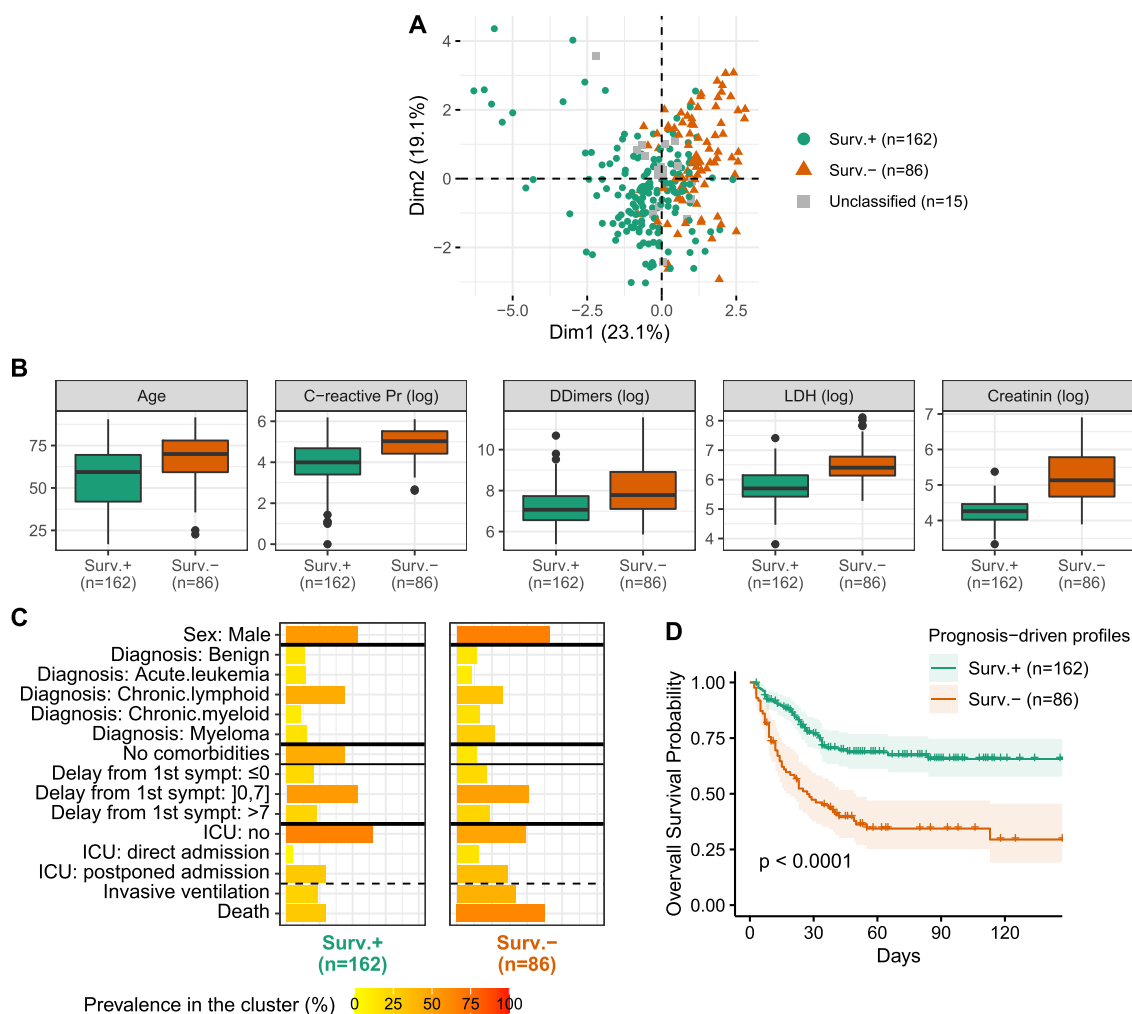 A
4
2
0
−2
Dim2 (19.1%)
−5.0
−2.5
0.0
2.5
Dim1 (23.1%)
Surv.+ (n=162)
Surv.− (n=86)
Unclassified (n=15)
B
Age
75
50
25
Surv.+
(n=162)
Surv.−
(n=86)
C−reactive Pr (log)
6
4
2
0
Surv.+
(n=162)
Surv.−
(n=86)
DDimers (log)
10
8
6
Surv.+
(n=162)
Surv.−
(n=86)
LDH (log)
8
7
6
5
4
Surv.+
(n=162)
Surv.−
(n=86)
Creatinin (log)
7
6
5
4
Surv.+
(n=162)
Surv.−
(n=86)
C
Sex: Male
Diagnosis: Benign
Diagnosis: Acute.leukemia
Diagnosis: Chronic.lymphoid
Diagnosis: Chronic.myeloid
Diagnosis: Myeloma
No comorbidities
Delay from 1st sympt: ≤0
Delay from 1st sympt: ]0,7]
Delay from 1st sympt: >7
ICU: no
ICU: direct admission
ICU: postponed admission
Invasive ventilation
Death
Surv.+
(n=162)
Surv.−
(n=86)
Prevalence in the cluster (%)
0
25
50
75
100
D
Prognosis−driven profiles
Surv.+ (n=162)
Surv.− (n=86)
Overvall Survival Probability
1.00
0.75
0.50
0.25
0.00
p < 0.0001
0
30
60
90
120
Days